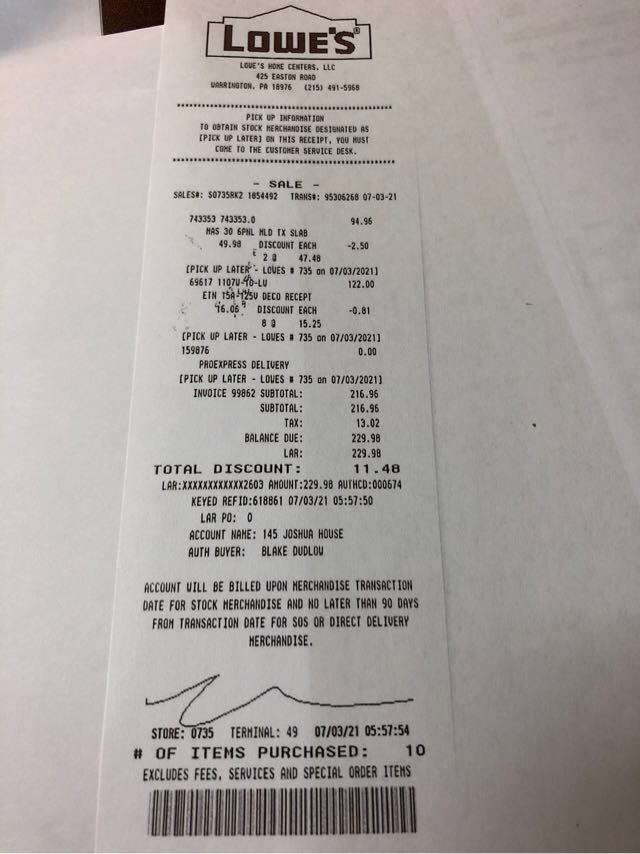 LOWE'S®
LOWE'S HOME CENTERS, LLC
425 EASTON ROAD
WARRINGTON, PA 18976 (215) 491-5968
PICK UP INFORMATION
TO OBTAIN STOCK MERCHANDISE DESIGNATED AS
[PICK UP LATER] ON THIS RECEIPT, YOU MUST
COME TO THE CUSTOMER SERVICE DESK.
- SALE -
SALES#: S0735RK2 1854492 TRANS#: 95306268 07-03-21
743353 743353.0 94.96
MAS 30 6PNL MLD TX SLAB
49.98 DISCOUNT EACH -2.50
2 @ 47.48
[PICK UP LATER - LOWES # 735 on 07/03/2021]
69617 1107W-10-LW 122.00
ETN 15A-125V DECO RECEPT
16.06 DISCOUNT EACH -0.81
8 @ 15.25
[PICK UP LATER - LOWES # 735 on 07/03/2021]
159876 0.00
PROEXPRESS DELIVERY
[PICK UP LATER - LOWES # 735 on 07/03/2021]
INVOICE 99862 SUBTOTAL: 216.96
SUBTOTAL: 216.96
TAX: 13.02
BALANCE DUE: 229.98
LAR: 229.98
TOTAL DISCOUNT: 11.48
LAR:XXXXXXXXXXXX2603 AMOUNT:229.98 AUTHCD:000674
KEYED REFID:618861 07/03/21 05:57:50
LAR PO: 0
ACCOUNT NAME: 145 JOSHUA HOUSE
AUTH BUYER: BLAKE DUDLOW
ACCOUNT WILL BE BILLED UPON MERCHANDISE TRANSACTION
DATE FOR STOCK MERCHANDISE AND NO LATER THAN 90 DAYS
FROM TRANSACTION DATE FOR SOS OR DIRECT DELIVERY
MERCHANDISE.
STORE: 0735 TERMINAL: 49 07/03/21 05:57:54
# OF ITEMS PURCHASED: 10
EXCLUDES FEES, SERVICES AND SPECIAL ORDER ITEMS